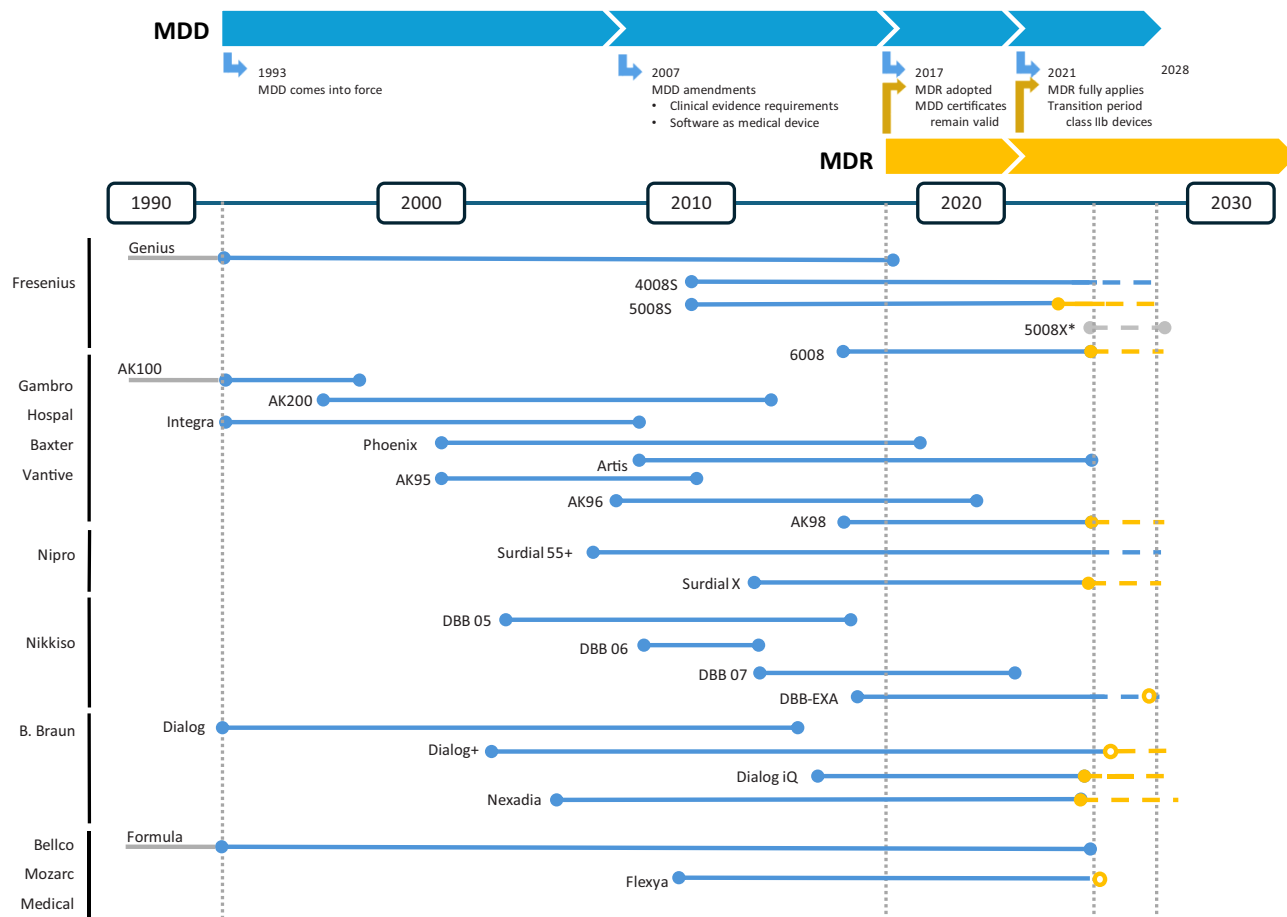 MDD
1993
MDD comes into force
2007
MDD amendments
• Clinical evidence requirements
• Software as medical device
2017
MDR adopted
MDD certificates
remain valid
2021
MDR fully applies
Transition period
class IIb devices
2028
MDR
1990
2000
2010
2020
2030
Fresenius
Genius
4008S
5008S
5008X*
6008
Gambro
Hospal
Baxter
Vantive
AK100
AK200
Integra
Phoenix
Artis
AK95
AK96
AK98
Nipro
Surdial 55+
Surdial X
Nikkiso
DBB 05
DBB 06
DBB 07
DBB-EXA
B. Braun
Dialog
Dialog+
Dialog iQ
Nexadia
Bellco
Mozarc
Medical
Formula
Flexya